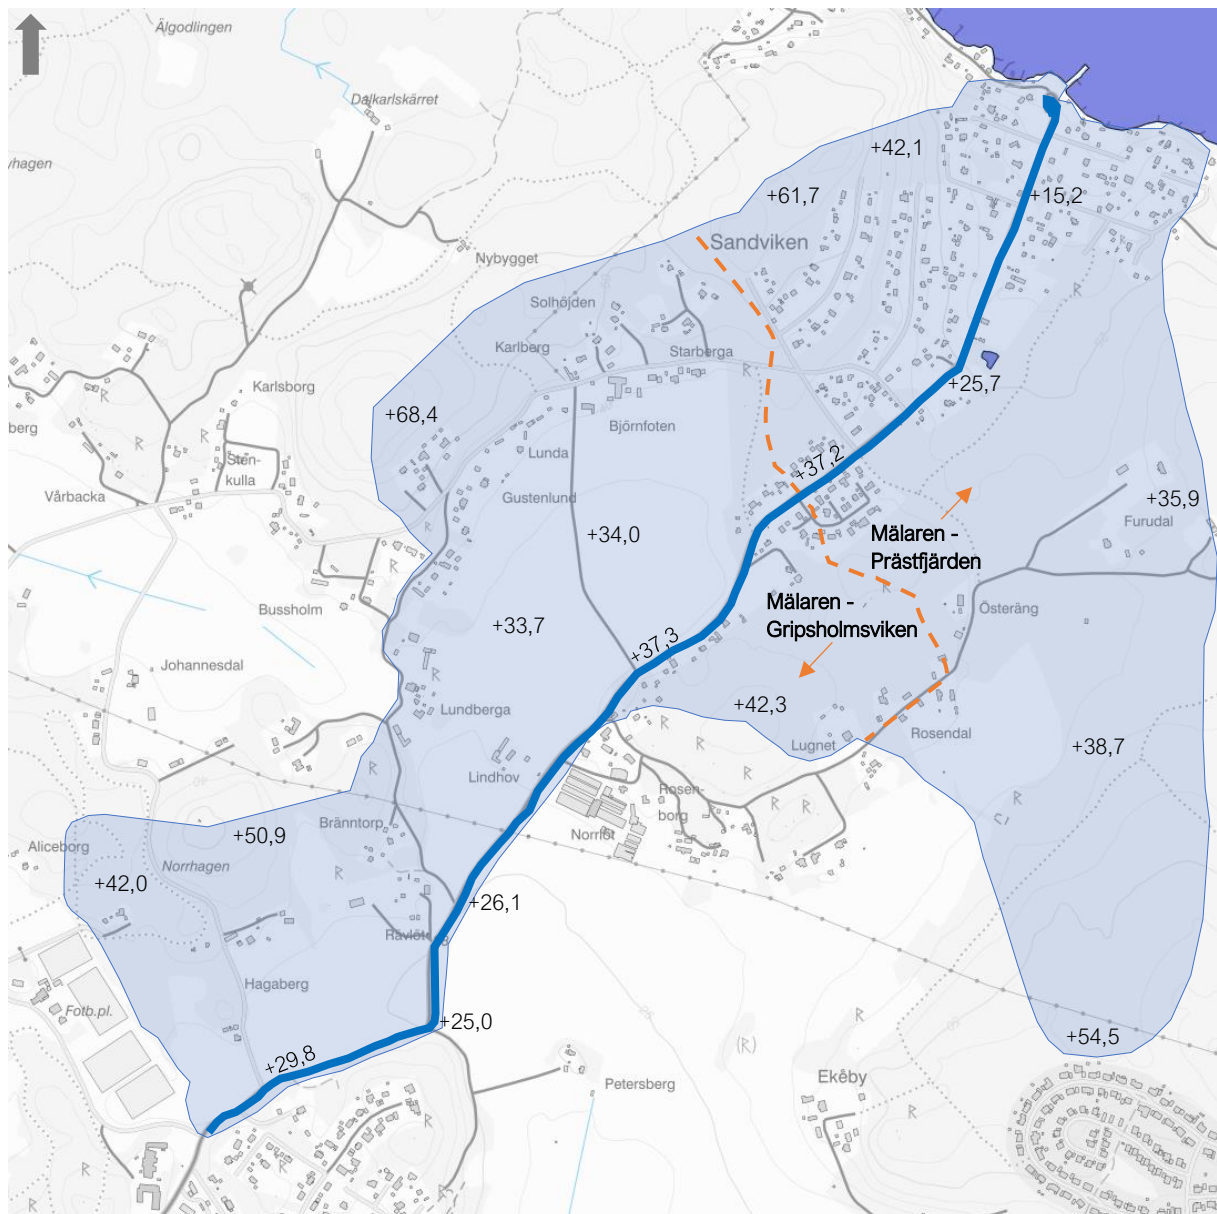 Älgodlingen
Dalkarlskärret
yhagen
+42,1
+61,7
+15,2
Sandviken
Nybygget
Solhöjden
R
Karlberg
Starberga
R
+25,7
Karlsborg
R
+68,4
Björnfoten
berg
R
Sten-
kulla
Lunda
+37,2
Vårbacka
Gustenlund
+35,9
Furudal
R
+34,0
Mälaren -
Prästfjärden
Bussholm
Mälaren -
Gripsholmsviken
Österäng
+33,7
+37,3
Johannesdal
Lundberga
+42,3
Rosendal
R
R
Lugnet
+38,7
R
Lindhov
R
R
Rosen-
borg
R
R
R
Bränntorp
Norrlöt
+50,9
Aliceborg
Norrhagen
+42,0
R
+26,1
Rävlöt
Hagaberg
Fotb.pl.
+25,0
+54,5
(R)
+29,8
Petersberg
Ekeby
R
R
R
R
R